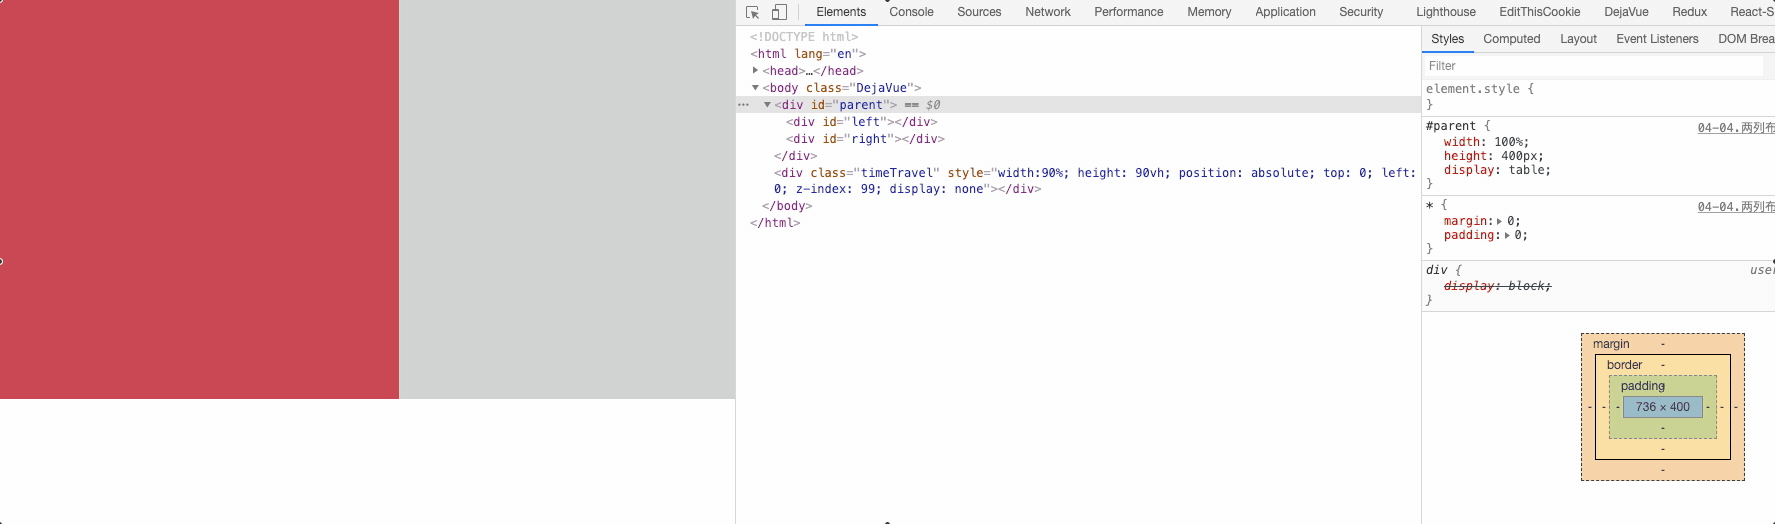 Elements Console Sources Network Performance Memory Application Security Lighthouse EditThisCookie DejaVue Redux React-S
<!DOCTYPE html>
<html lang="en">
<head>…</head>
<body class="DejaVue">
<div id="parent"> == $0
<div id="left"></div>
<div id="right"></div>
</div>
<div class="timeTravel" style="width:90%; height: 90vh; position: absolute; top: 0; left:
0; z-index: 99; display: none"></div>
</body>
</html>
Styles Computed Layout Event Listeners DOM Brea
Filter
element.style {
}
#parent { 04-04.两列布
width: 100%;
height: 400px;
display: table;
}
* { 04-04.两列布
margin: 0;
padding: 0;
}
div { user
display: block;
}
margin -
border -
padding -
- - - 736 × 400 - - -
-
-
-